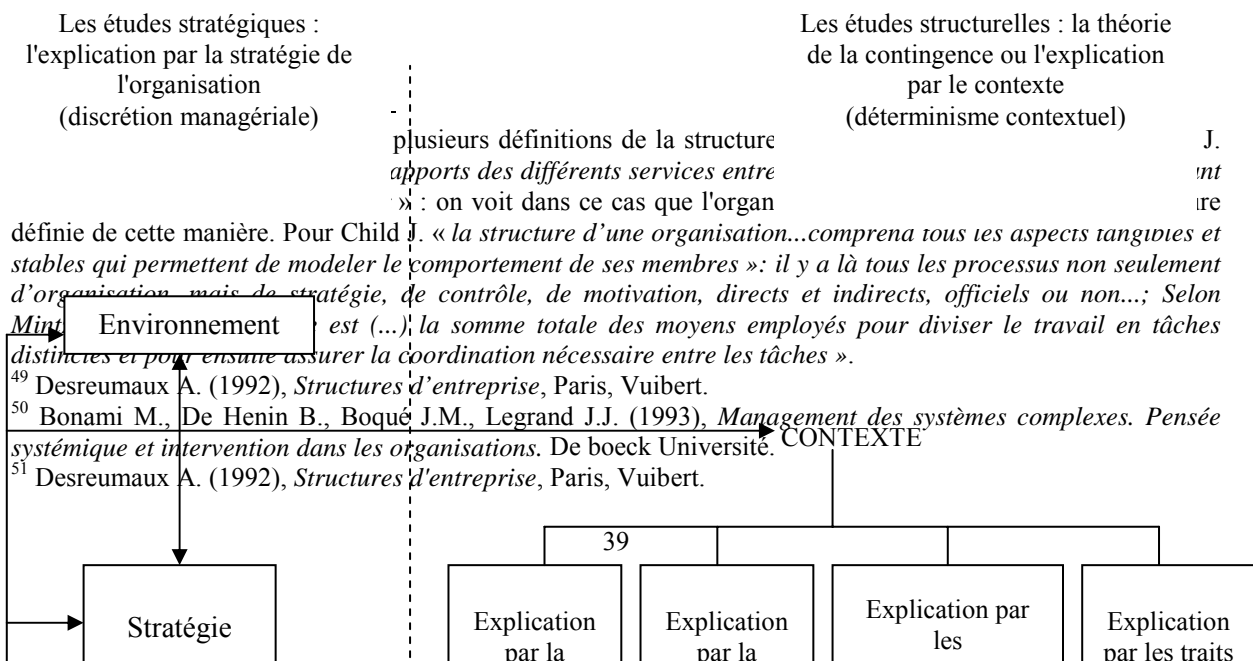 Les études stratégiques :
l'explication par la stratégie de
l'organisation
(discrétion managériale)
Les études structurelles : la théorie
de la contingence ou l'explication
par le contexte
(déterminisme contextuel)
plusieurs définitions de la structure J.
apports des différents services entre
» : on voit dans ce cas que l'organ
définie de cette manière. Pour Child J. « la structure d’une organisation...comprend tous les aspects tangibles et
stables qui permettent de modeler le comportement de ses membres »: il y a là tous les processus non seulement
d’organisation, mais de stratégie, de contrôle, de motivation, directs et indirects, officiels ou non...; Selon
est (...) la somme totale des moyens employés pour diviser le travail en tâches
distinctes et pour ensuite assurer la coordination nécessaire entre les tâches ».
49 Desreumaux A. (1992), Structures d’entreprise, Paris, Vuibert.
50 Bonami M., De Henin B., Boqué J.M., Legrand J.J. (1993), Management des systèmes complexes. Pensée
systémique et intervention dans les organisations. De boeck Université.
51 Desreumaux A. (1992), Structures d'entreprise, Paris, Vuibert.
39
Environnement
Stratégie
CONTEXTE
Explication
par la
Explication
par la
Explication par
les
Explication
par les traits